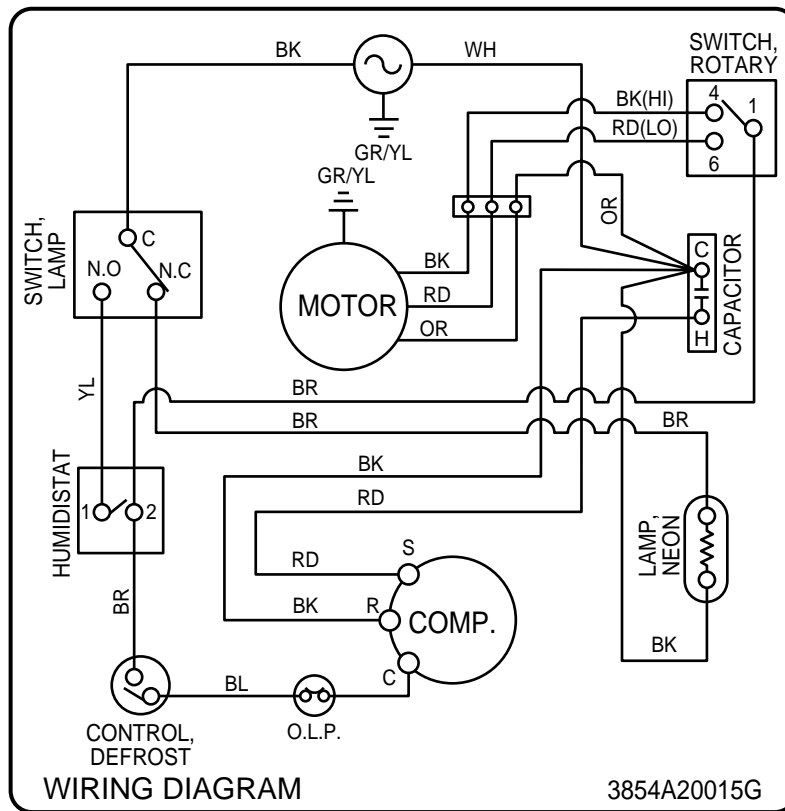 BK
WH
SWITCH,
ROTARY
BK(HI)
4
1
RD(LO)
6
GR/YL
GR/YL
SWITCH,
LAMP
C
N.O
N.C
BK
MOTOR
RD
OR
OR
C
H
CAPACITOR
YL
BR
BR
BR
HUMIDISTAT
1
2
BK
RD
LAMP,
NEON
S
RD
BK
R
COMP.
BR
C
BK
BL
CONTROL,
DEFROST
O.L.P.
WIRING DIAGRAM
3854A20015G